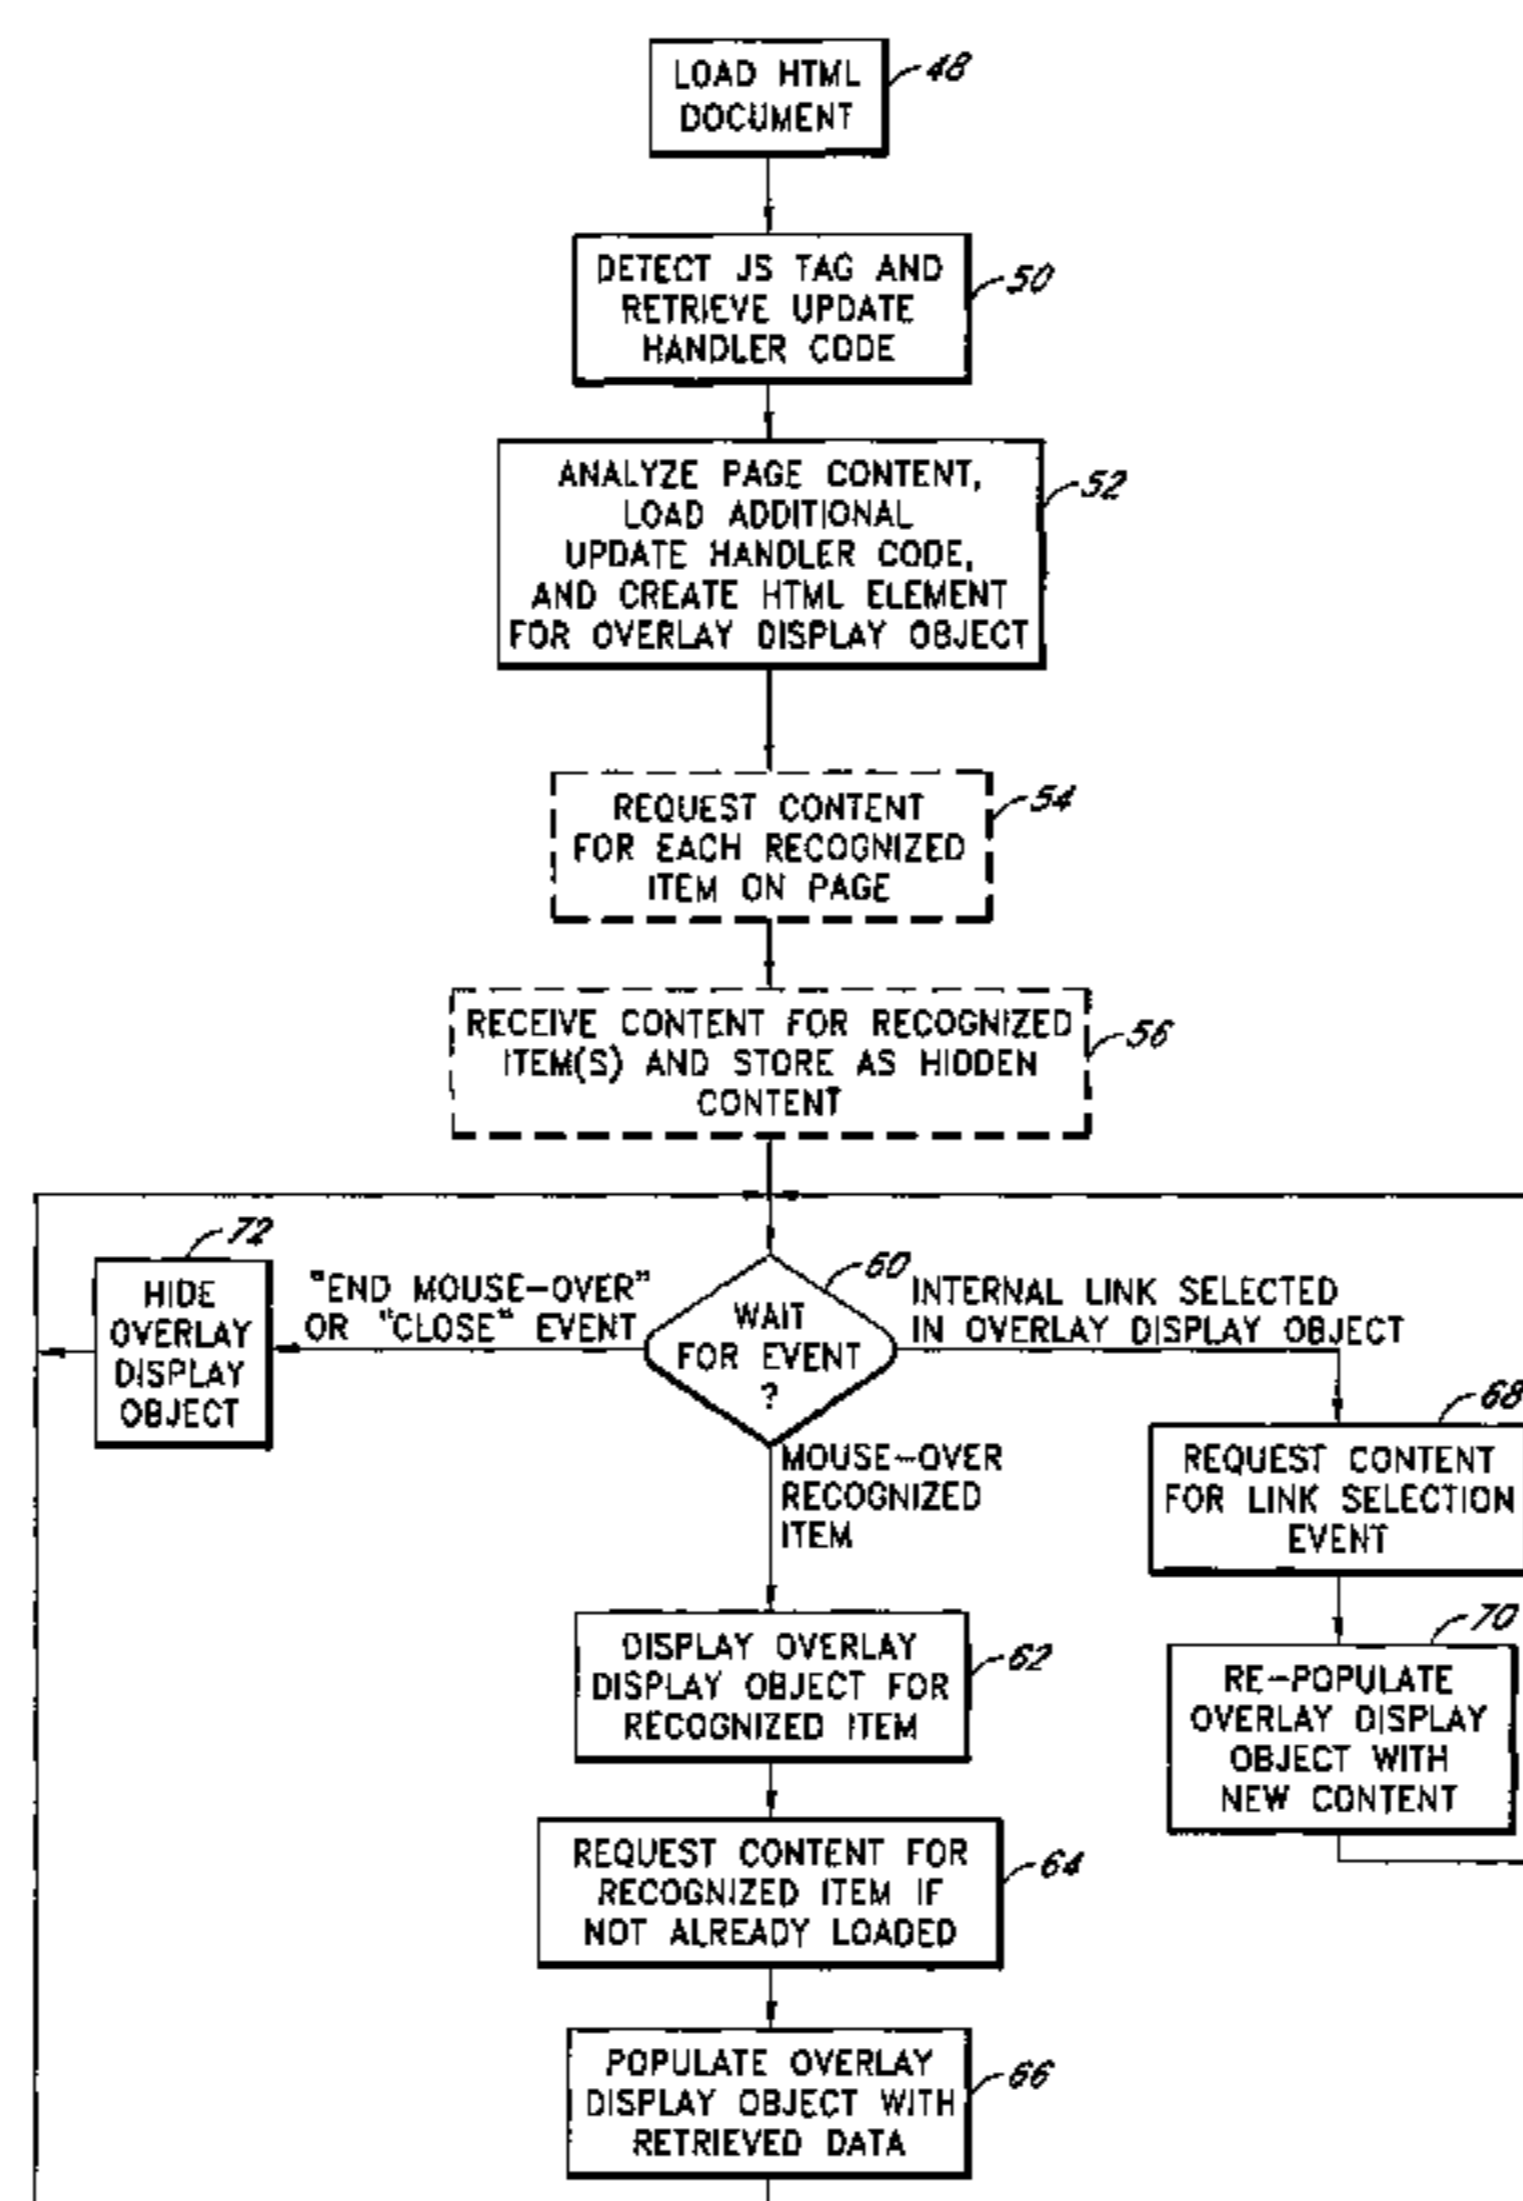 LOAD HTML
DOCUMENT
48
DETECT JS TAG AND
RETRIEVE UPDATE
HANDLER CODE
50
ANALYZE PAGE CONTENT,
LOAD ADDITIONAL
UPDATE HANDLER CODE,
AND CREATE HTML ELEMENT
FOR OVERLAY DISPLAY OBJECT
52
REQUEST CONTENT
FOR EACH RECOGNIZED
ITEM ON PAGE
54
RECEIVE CONTENT FOR RECOGNIZED
ITEM(S) AND STORE AS HIDDEN
CONTENT
56
72
HIDE
OVERLAY
DISPLAY
OBJECT
"END MOUSE-OVER"
OR "CLOSE" EVENT
60
WAIT
FOR EVENT
?
INTERNAL LINK SELECTED
IN OVERLAY DISPLAY OBJECT
MOUSE-OVER
RECOGNIZED
ITEM
68
REQUEST CONTENT
FOR LINK SELECTION
EVENT
70
RE-POPULATE
OVERLAY DISPLAY
OBJECT WITH
NEW CONTENT
DISPLAY OVERLAY
DISPLAY OBJECT FOR
RECOGNIZED ITEM
62
REQUEST CONTENT FOR
RECOGNIZED ITEM IF
NOT ALREADY LOADED
64
POPULATE OVERLAY
DISPLAY OBJECT WITH
RETRIEVED DATA
66